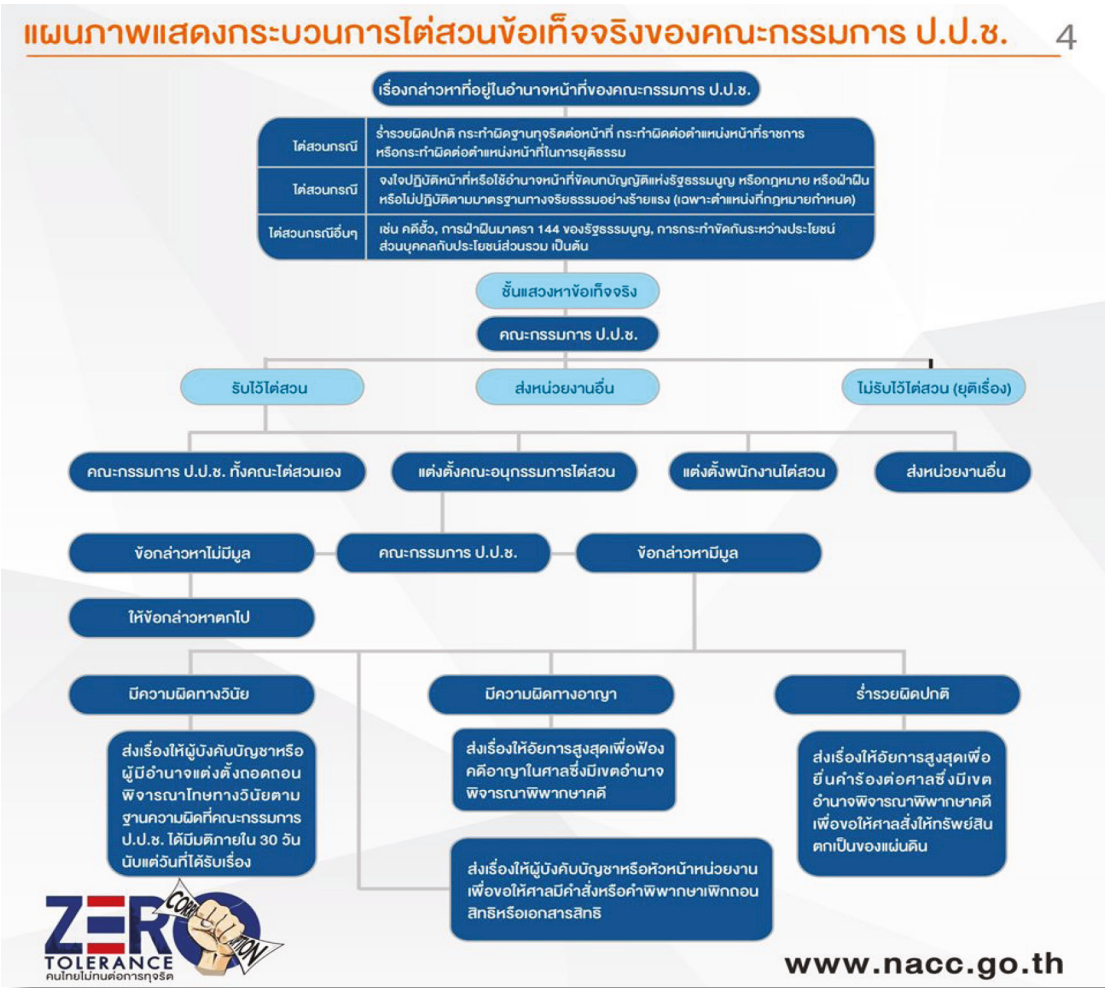 แผนภาพแสดงกระบวนการไต่สวนข้อเท็จจริงของคณะกรรมการ ป.ป.ช.
4
เรื่องกล่าวหาที่อยู่ในอำนาจหน้าที่ของคณะกรรมการ ป.ป.ช.
ไต่สวนกรณี
ร่ำรวยผิดปกติ กระทำผิดฐานทุจริตต่อหน้าที่ กระทำผิดต่อตำแหน่งหน้าที่ราชการ
หรือกระทำผิดต่อตำแหน่งหน้าที่ในการยุติธรรม
ไต่สวนกรณี
จงใจปฏิบัติหน้าที่หรือใช้อำนาจหน้าที่ขัดบทบัญญัติแห่งรัฐธรรมนูญ หรือกฎหมาย หรือฝ่าฝืน
หรือไม่ปฏิบัติตามมาตรฐานทางจริยธรรมอย่างร้ายแรง (เฉพาะตำแหน่งที่กฎหมายกำหนด)
ไต่สวนกรณีอื่นๆ
เช่น คดีฮั้ว, การฝ่าฝืนมาตรา 144 ของรัฐธรรมนูญ, การกระทำขัดกันระหว่างประโยชน์
ส่วนบุคคลกับประโยชน์ส่วนรวม เป็นต้น
ชั้นแสวงหาข้อเท็จจริง
คณะกรรมการ ป.ป.ช.
รับไว้ไต่สวน
ส่งหน่วยงานอื่น
ไม่รับไว้ไต่สวน (ยุติเรื่อง)
คณะกรรมการ ป.ป.ช. ทั้งคณะไต่สวนเอง
แต่งตั้งคณะอนุกรรมการไต่สวน
แต่งตั้งพนักงานไต่สวน
ส่งหน่วยงานอื่น
ข้อกล่าวหาไม่มีมูล
คณะกรรมการ ป.ป.ช.
ข้อกล่าวหามีมูล
ให้ข้อกล่าวหาตกไป
มีความผิดทางวินัย
มีความผิดทางอาญา
ร่ำรวยผิดปกติ
ส่งเรื่องให้ผู้บังคับบัญชาหรือ
ผู้มีอำนาจแต่งตั้งถอดถอน
พิจารณาโทษทางวินัยตาม
ฐานความผิดที่คณะกรรมการ
ป.ป.ช. ได้มีมติภายใน 30 วัน
นับแต่วันที่ได้รับเรื่อง
ส่งเรื่องให้อัยการสูงสุดเพื่อฟ้อง
คดีอาญาในศาลซึ่งมีเขตอำนาจ
พิจารณาพิพากษาคดี
ส่งเรื่องให้อัยการสูงสุดเพื่อ
ยื่นคำร้องต่อศาลซึ่งมีเขต
อำนาจพิจารณาพิพากษาคดี
เพื่อขอให้ศาลสั่งให้ทรัพย์สิน
ตกเป็นของแผ่นดิน
ส่งเรื่องให้ผู้บังคับบัญชาหรือหัวหน้าหน่วยงาน
เพื่อขอให้ศาลมีคำสั่งหรือคำพิพากษาเพิกถอน
สิทธิหรือเอกสารสิทธิ
ZERO
CORRUPTION
TOLERANCE
คนไทยไม่ทนต่อการทุจริต
www.nacc.go.th